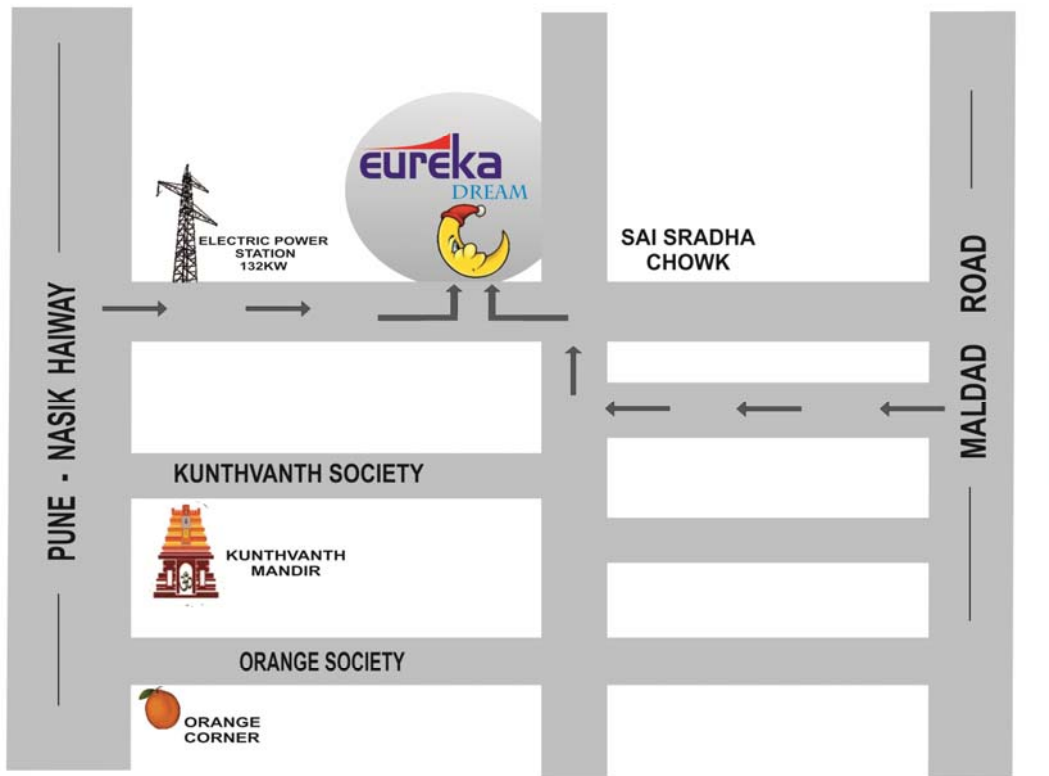 eureka
DREAM
ELECTRIC POWER
STATION
132KW
SAI SRADHA
CHOWK
PUNE - NASIK HAIWAY
MALDAD ROAD
KUNTHVANTH SOCIETY
KUNTHVANTH
MANDIR
ORANGE SOCIETY
ORANGE
CORNER